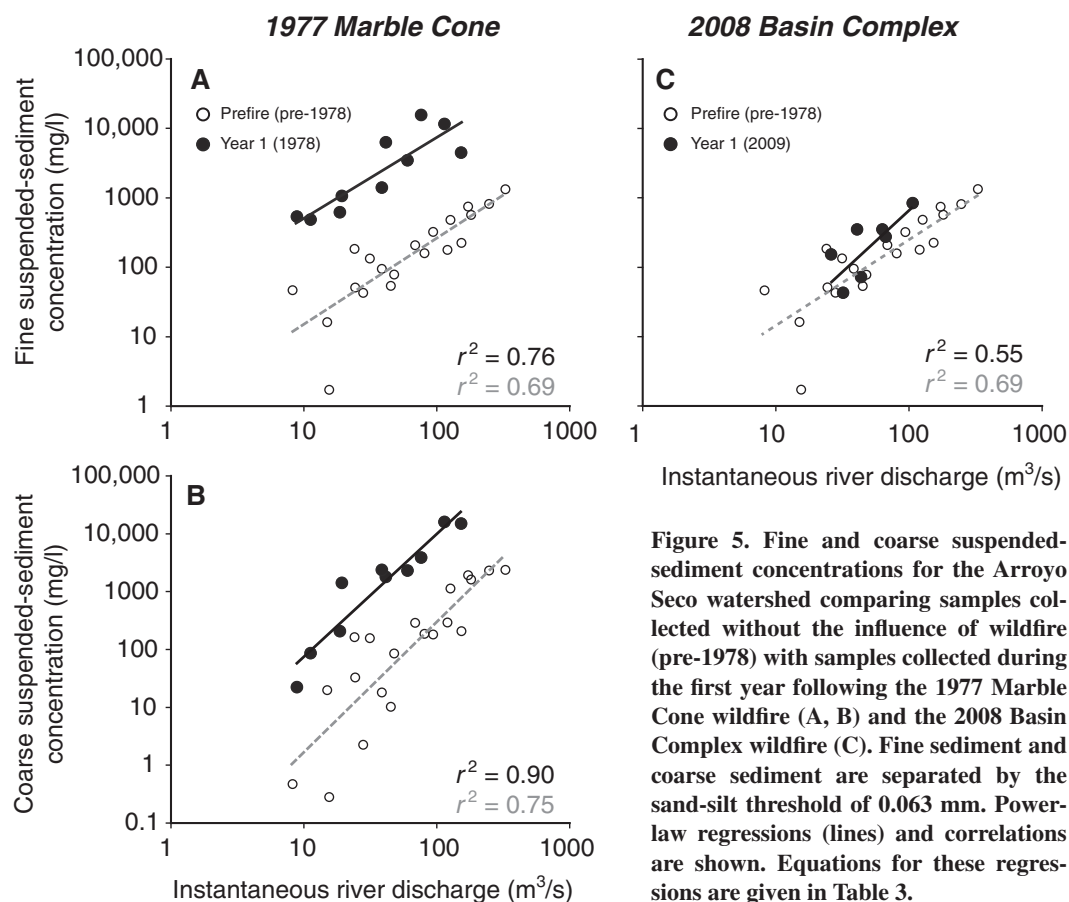 1977 Marble Cone
2008 Basin Complex
Fine suspended-sediment
concentration (mg/l)
100,000
10,000
1000
100
10
1
A
Prefire (pre-1978)
Year 1 (1978)
r² = 0.76
r² = 0.69
1
10
100
1000
C
Prefire (pre-1978)
Year 1 (2009)
r² = 0.55
r² = 0.69
1
1
10
100
1000
Instantaneous river discharge (m³/s)
Coarse suspended-sediment
concentration (mg/l)
100,000
10,000
1000
100
10
1
0.1
B
r² = 0.90
r² = 0.75
1
10
100
1000
Instantaneous river discharge (m³/s)
Figure 5. Fine and coarse suspended-
sediment concentrations for the Arroyo
Seco watershed comparing samples col-
lected without the influence of wildfire
(pre-1978) with samples collected during
the first year following the 1977 Marble
Cone wildfire (A, B) and the 2008 Basin
Complex wildfire (C). Fine sediment and
coarse sediment are separated by the
sand-silt threshold of 0.063 mm. Power-
law regressions (lines) and correlations
are shown. Equations for these regres-
sions are given in Table 3.